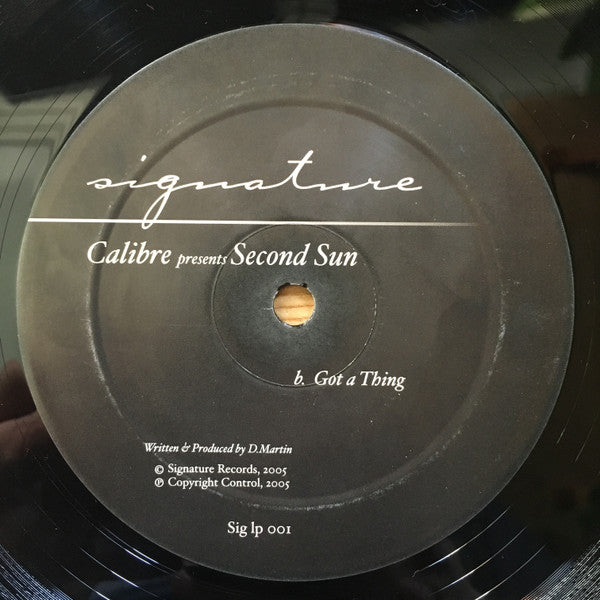 signature
Calibre presents Second Sun
b. Got a Thing
Written & Produced by D.Martin
© Signature Records, 2005
℗ Copyright Control, 2005
Sig lp 001